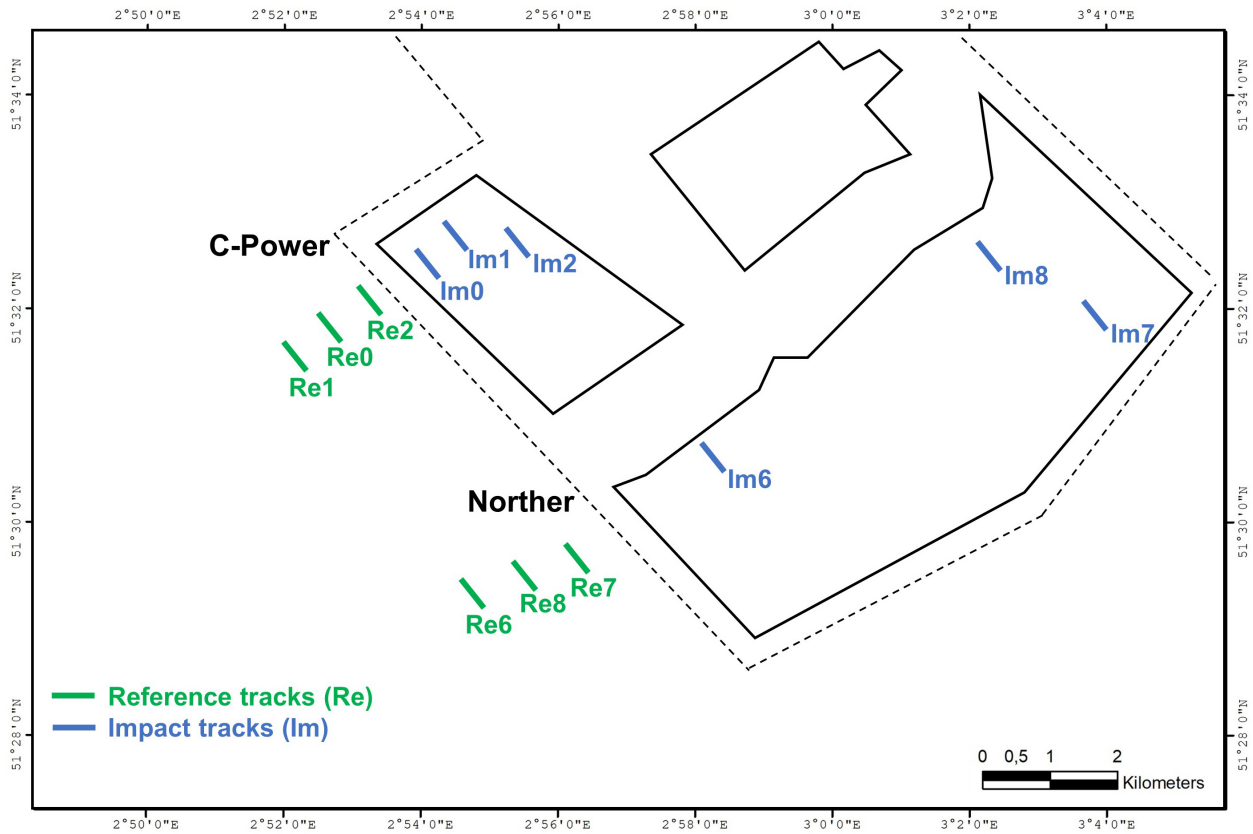 2°50'0"E 2°52'0"E 2°54'0"E 2°56'0"E 2°58'0"E 3°0'0"E 3°2'0"E 3°4'0"E
51°34'0"N 51°34'0"N
C-Power
Im1
Im2
Im0
Im8
51°32'0"N 51°32'0"N
Re2
Im7
Re0
Re1
Im6
Norther
51°30'0"N 51°30'0"N
Re7
Re8
Re6
Reference tracks (Re)
Impact tracks (Im)
51°28'0"N 51°28'0"N
0 0,5 1 2
Kilometers
2°50'0"E 2°52'0"E 2°54'0"E 2°56'0"E 2°58'0"E 3°0'0"E 3°2'0"E 3°4'0"E